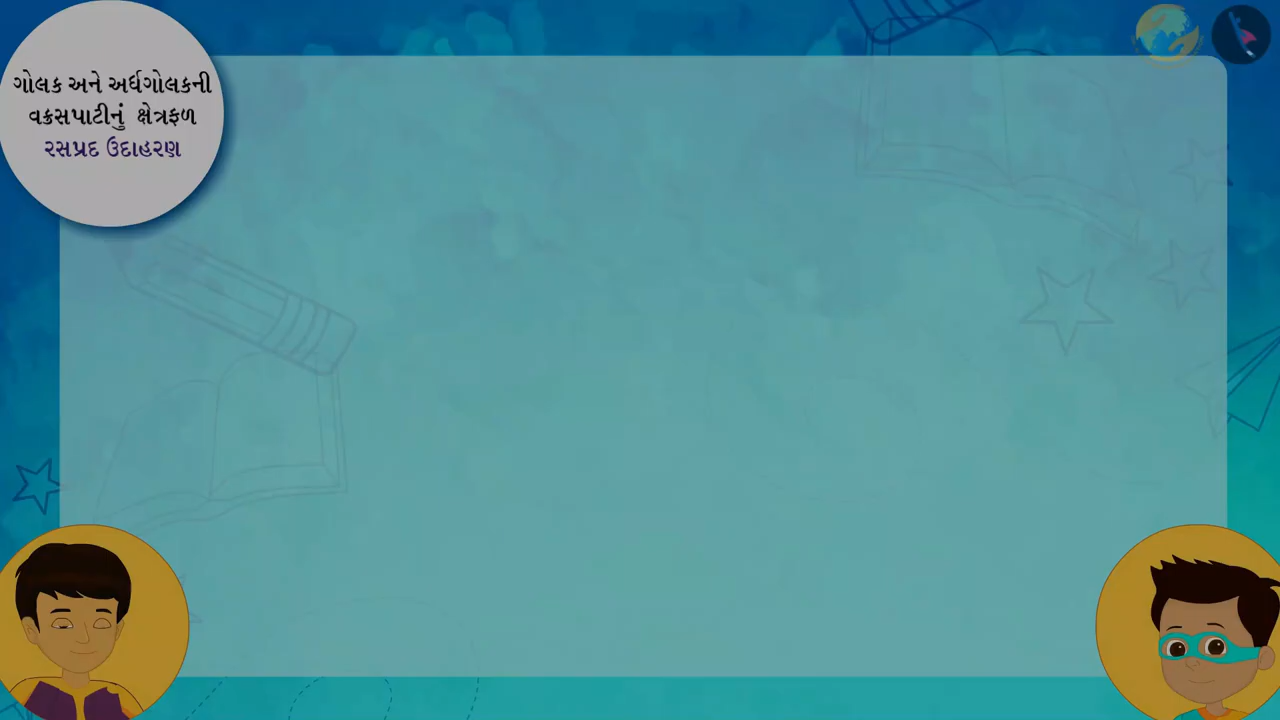 ગોલક અને અર્ધગોલકની
વક્રસપાટીનું ક્ષેત્રફળ
રસપ્રદ ઉદાહરણ